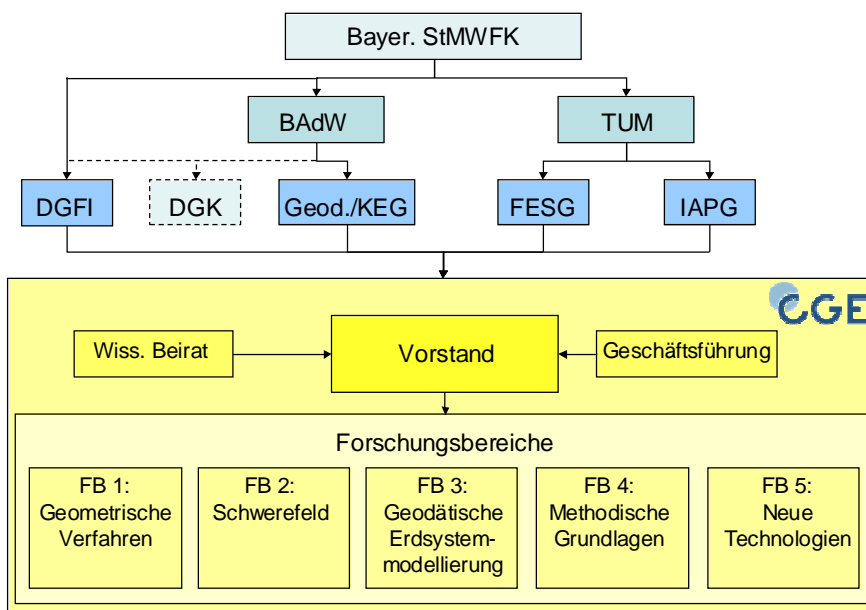 Bayer. StMWFK
BAdW
TUM
DGFI
DGK
Geod./KEG
FESG
IAPG
CGE
Wiss. Beirat
Vorstand
Geschäftsführung
Forschungsbereiche
FB 1:
Geometrische
Verfahren
FB 2:
Schwerefeld
FB 3:
Geodätische
Erdsystem-
modellierung
FB 4:
Methodische
Grundlagen
FB 5:
Neue
Technologien